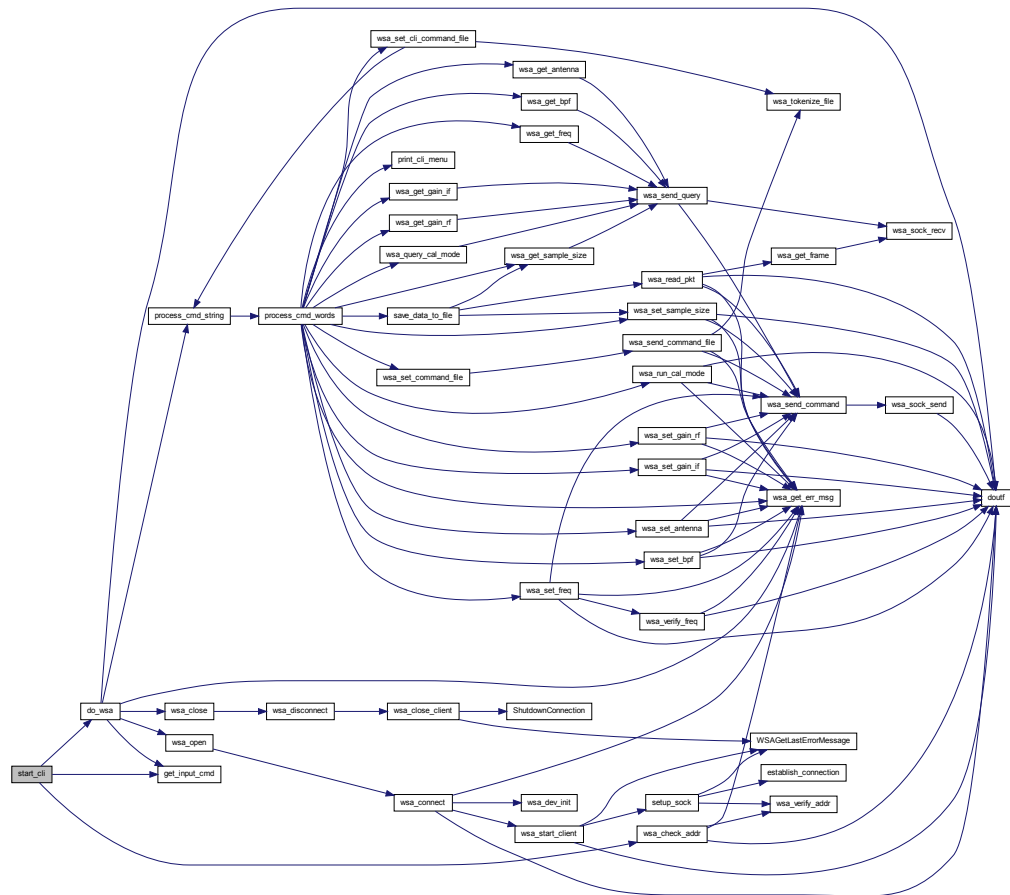 wsa_set_cli_command_file
wsa_get_antenna
wsa_get_bpf
wsa_tokenize_file
wsa_get_freq
print_cli_menu
wsa_get_gain_if
wsa_send_query
wsa_get_gain_rf
wsa_sock_recv
wsa_query_cal_mode
wsa_get_sample_size
wsa_get_frame
wsa_read_pkt
process_cmd_string
process_cmd_words
save_data_to_file
wsa_set_sample_size
wsa_send_command_file
wsa_set_command_file
wsa_run_cal_mode
wsa_send_command
wsa_sock_send
wsa_set_gain_rf
wsa_set_gain_if
wsa_get_err_msg
doutf
wsa_set_antenna
wsa_set_bpf
wsa_set_freq
wsa_verify_freq
do_wsa
wsa_close
wsa_disconnect
wsa_close_client
ShutdownConnection
wsa_open
WSAGetLastErrorMessage
start_cli
get_input_cmd
establish_connection
wsa_connect
wsa_dev_init
setup_sock
wsa_verify_addr
wsa_start_client
wsa_check_addr